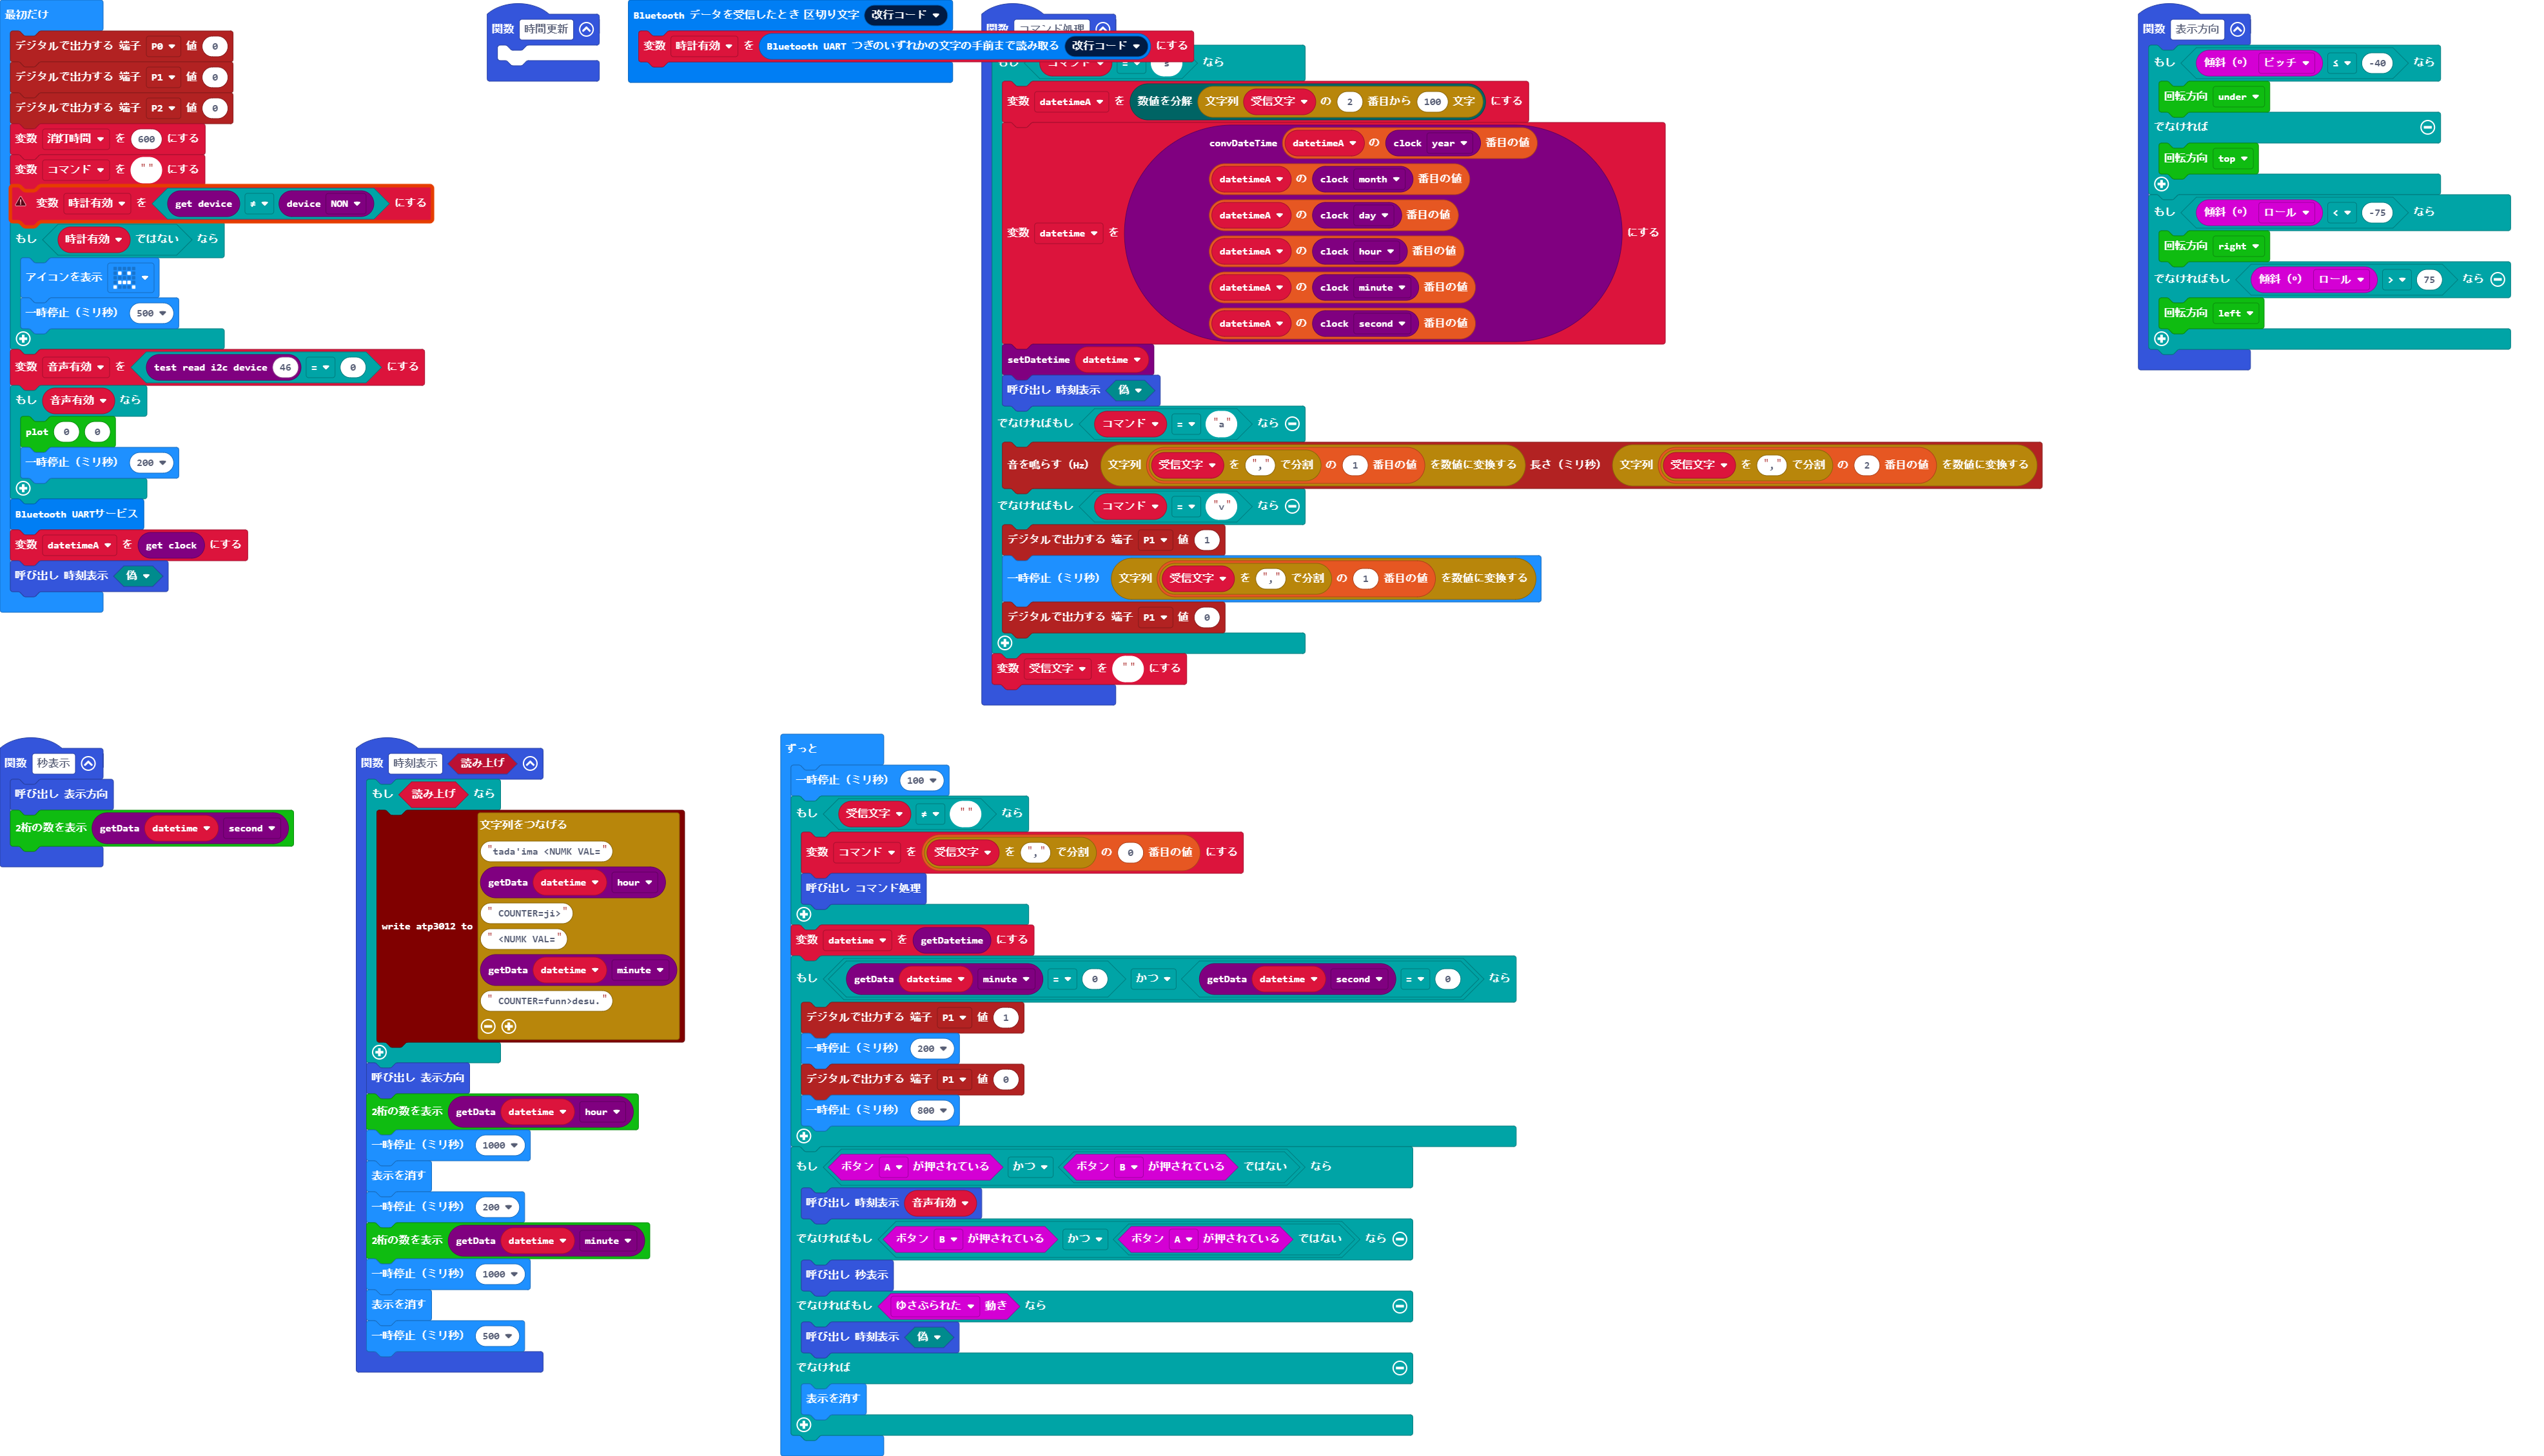 最初だけ
デジタルで出力する 端子 P0 値 0
デジタルで出力する 端子 P1 値 0
デジタルで出力する 端子 P2 値 0
変数 消灯時間 を 600 にする
変数 コマンド を "" にする
変数 時計有効 を get device ≠ device NON にする
もし 時計有効 ではない なら
アイコンを表示
一時停止（ミリ秒） 500
変数 音声有効 を test read i2c device 46 = 0 にする
もし 音声有効 なら
plot 0 0
一時停止（ミリ秒） 200
Bluetooth UARTサービス
変数 datetimeA を get clock にする
呼び出し 時刻表示 偽
関数 時間更新
Bluetooth データを受信したとき 区切り文字 改行コード
変数 時計有効 を Bluetooth UART つぎのいずれかの文字の手前まで読み取る 改行コード にする
関数 コマンド処理
もし コマンド = s なら
変数 datetimeA を 数値を分解 文字列 受信文字 の 2 番目から 100 文字 にする
変数 datetime を convDateTime datetimeA の clock year 番目の値
datetimeA の clock month 番目の値
datetimeA の clock day 番目の値
datetimeA の clock hour 番目の値
datetimeA の clock minute 番目の値
datetimeA の clock second 番目の値
にする
setDatetime datetime
呼び出し 時刻表示 偽
でなければもし コマンド = "a" なら
音を鳴らす（Hz） 文字列 受信文字 を "," で分割 の 1 番目の値 を数値に変換する 長さ（ミリ秒） 文字列 受信文字 を "," で分割 の 2 番目の値 を数値に変換する
でなければもし コマンド = "v" なら
デジタルで出力する 端子 P1 値 1
一時停止（ミリ秒） 文字列 受信文字 を "," で分割 の 1 番目の値 を数値に変換する
デジタルで出力する 端子 P1 値 0
変数 受信文字 を "" にする
関数 表示方向
もし 傾斜（°） ピッチ ≤ -40 なら
回転方向 under
でなければ
回転方向 top
もし 傾斜（°） ロール < -75 なら
回転方向 right
でなければもし 傾斜（°） ロール > 75 なら
回転方向 left
関数 秒表示
呼び出し 表示方向
2桁の数を表示 getData datetime second
関数 時刻表示 読み上げ
もし 読み上げ なら
write atp3012 to 文字列をつなげる
"tada'ima <NUMK VAL="
getData datetime hour
" COUNTER=ji>"
" <NUMK VAL="
getData datetime minute
" COUNTER=funn>desu."
呼び出し 表示方向
2桁の数を表示 getData datetime hour
一時停止（ミリ秒） 1000
表示を消す
一時停止（ミリ秒） 200
2桁の数を表示 getData datetime minute
一時停止（ミリ秒） 1000
表示を消す
一時停止（ミリ秒） 500
ずっと
一時停止（ミリ秒） 100
もし 受信文字 ≠ "" なら
変数 コマンド を 受信文字 を "," で分割 の 0 番目の値 にする
呼び出し コマンド処理
変数 datetime を getDatetime にする
もし getData datetime minute = 0 かつ getData datetime second = 0 なら
デジタルで出力する 端子 P1 値 1
一時停止（ミリ秒） 200
デジタルで出力する 端子 P1 値 0
一時停止（ミリ秒） 800
もし ボタン A が押されている かつ ボタン B が押されている ではない なら
呼び出し 時刻表示 音声有効
でなければもし ボタン B が押されている かつ ボタン A が押されている ではない なら
呼び出し 秒表示
でなければもし ゆさぶられた 動き なら
呼び出し 時刻表示 偽
でなければ
表示を消す